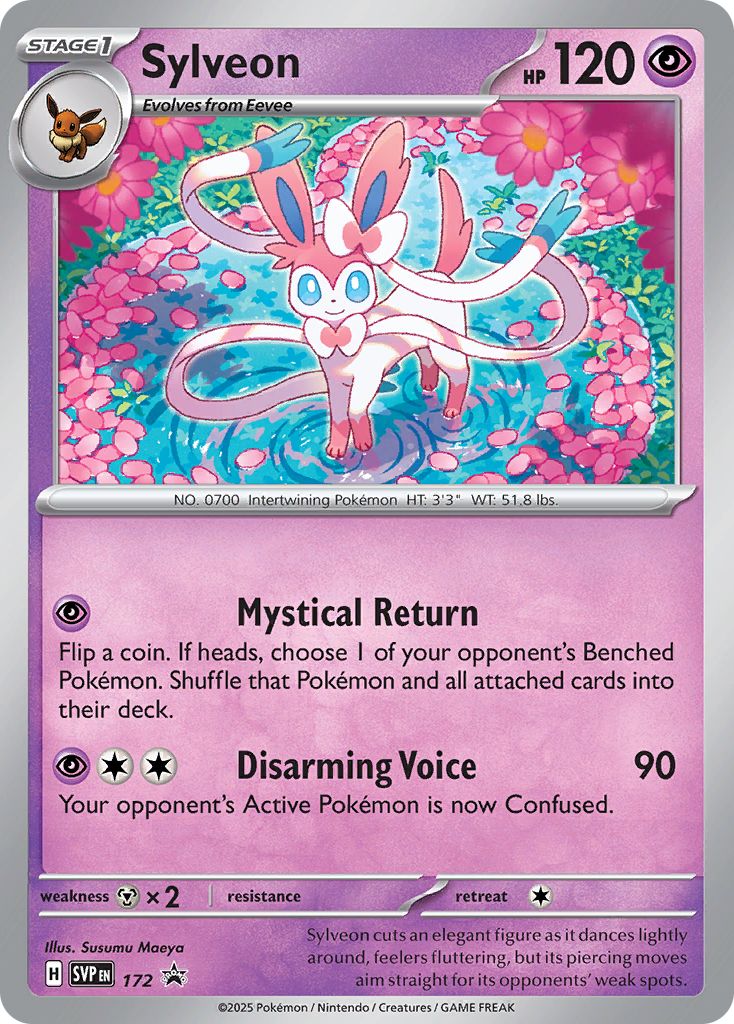 STAGE1
Sylveon
HP 120
Evolves from Eevee
NO. 0700 Intertwining Pokémon HT: 3'3" WT: 51.8 lbs.
Mystical Return
Flip a coin. If heads, choose 1 of your opponent's Benched
Pokémon. Shuffle that Pokémon and all attached cards into
their deck.
Disarming Voice 90
Your opponent's Active Pokémon is now Confused.
weakness ×2 resistance retreat
Illus. Susumu Maeya
H SVP EN 172
PROMO
Sylveon cuts an elegant figure as it dances lightly
around, feelers fluttering, but its piercing moves
aim straight for its opponents' weak spots.
©2025 Pokémon / Nintendo / Creatures / GAME FREAK